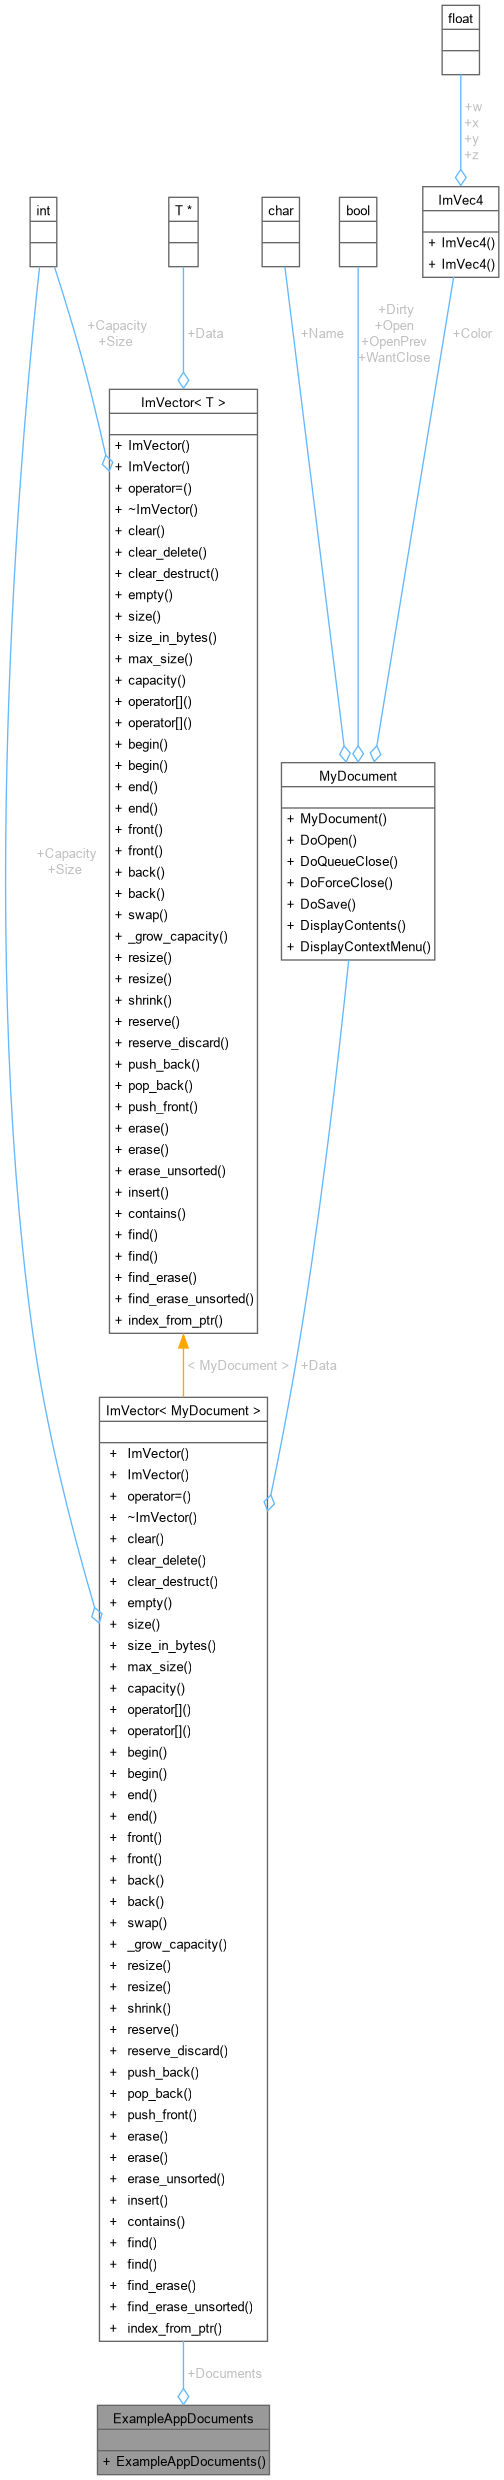 float
+w
+x
+y
+z
ImVec4
+ ImVec4()
+ ImVec4()
int
T *
char
bool
+Capacity
+Size
+Data
+Name
+Dirty
+Open
+OpenPrev
+WantClose
+Color
ImVector< T >
+ ImVector()
+ ImVector()
+ operator=()
+ ~ImVector()
+ clear()
+ clear_delete()
+ clear_destruct()
+ empty()
+ size()
+ size_in_bytes()
+ max_size()
+ capacity()
+ operator[]()
+ operator[]()
+ begin()
+ begin()
+ end()
+ end()
+ front()
+ front()
+ back()
+ back()
+ swap()
+ _grow_capacity()
+ resize()
+ resize()
+ shrink()
+ reserve()
+ reserve_discard()
+ push_back()
+ pop_back()
+ push_front()
+ erase()
+ erase()
+ erase_unsorted()
+ insert()
+ contains()
+ find()
+ find()
+ find_erase()
+ find_erase_unsorted()
+ index_from_ptr()
MyDocument
+ MyDocument()
+ DoOpen()
+ DoQueueClose()
+ DoForceClose()
+ DoSave()
+ DisplayContents()
+ DisplayContextMenu()
+Capacity
+Size
< MyDocument >
+Data
ImVector< MyDocument >
+ ImVector()
+ ImVector()
+ operator=()
+ ~ImVector()
+ clear()
+ clear_delete()
+ clear_destruct()
+ empty()
+ size()
+ size_in_bytes()
+ max_size()
+ capacity()
+ operator[]()
+ operator[]()
+ begin()
+ begin()
+ end()
+ end()
+ front()
+ front()
+ back()
+ back()
+ swap()
+ _grow_capacity()
+ resize()
+ resize()
+ shrink()
+ reserve()
+ reserve_discard()
+ push_back()
+ pop_back()
+ push_front()
+ erase()
+ erase()
+ erase_unsorted()
+ insert()
+ contains()
+ find()
+ find()
+ find_erase()
+ find_erase_unsorted()
+ index_from_ptr()
+Documents
ExampleAppDocuments
+ ExampleAppDocuments()